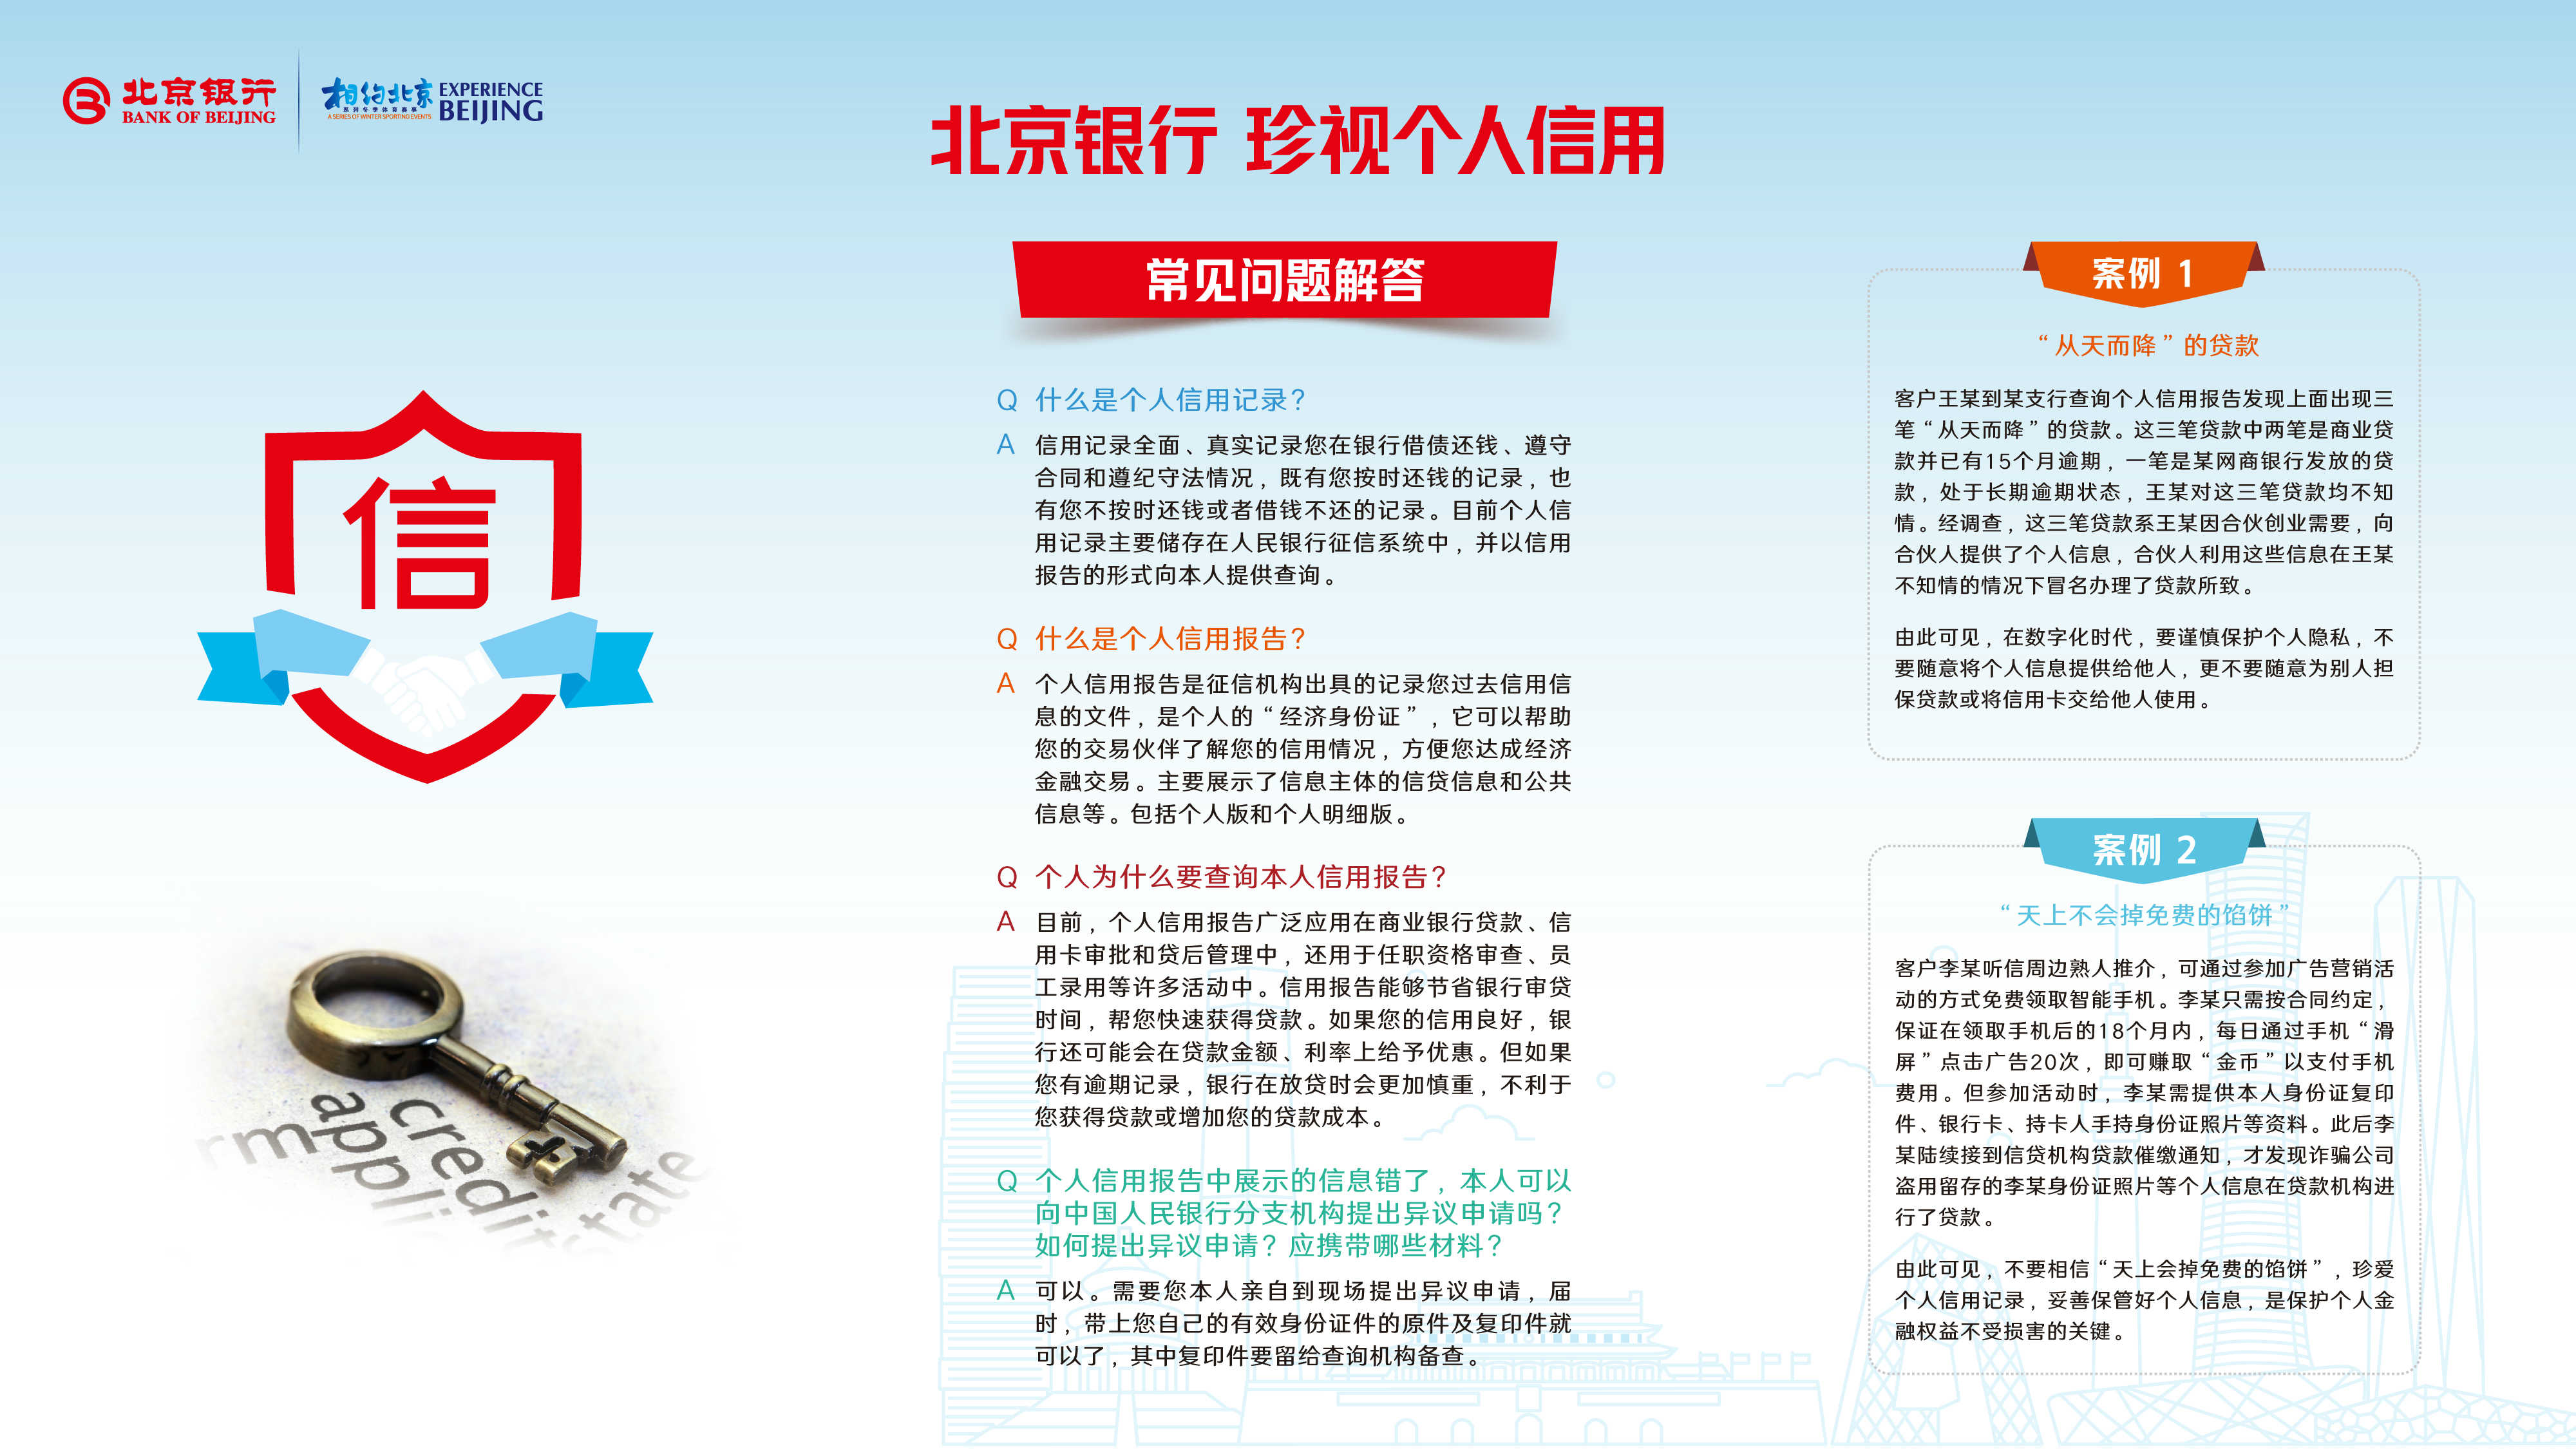 北京银行
BANK OF BEIJING
相约北京
系列冬季体育赛事
A SERIES OF WINTER SPORTING EVENTS
EXPERIENCE
BEIJING
北京银行 珍视个人信用
信
rm
appli
credit
state
常见问题解答
Q 什么是个人信用记录？
A 信用记录全面、真实记录您在银行借债还钱、遵守
合同和遵纪守法情况，既有您按时还钱的记录，也
有您不按时还钱或者借钱不还的记录。目前个人信
用记录主要储存在人民银行征信系统中，并以信用
报告的形式向本人提供查询。
Q 什么是个人信用报告？
A 个人信用报告是征信机构出具的记录您过去信用信
息的文件，是个人的“经济身份证”，它可以帮助
您的交易伙伴了解您的信用情况，方便您达成经济
金融交易。主要展示了信息主体的信贷信息和公共
信息等。包括个人版和个人明细版。
Q 个人为什么要查询本人信用报告？
A 目前，个人信用报告广泛应用在商业银行贷款、信
用卡审批和贷后管理中，还用于任职资格审查、员
工录用等许多活动中。信用报告能够节省银行审贷
时间，帮您快速获得贷款。如果您的信用良好，银
行还可能会在贷款金额、利率上给予优惠。但如果
您有逾期记录，银行在放贷时会更加慎重，不利于
您获得贷款或增加您的贷款成本。
Q 个人信用报告中展示的信息错了，本人可以
向中国人民银行分支机构提出异议申请吗？
如何提出异议申请？应携带哪些材料？
A 可以。需要您本人亲自到现场提出异议申请，届
时，带上您自己的有效身份证件的原件及复印件就
可以了，其中复印件要留给查询机构备查。
案例 1
“从天而降”的贷款
客户王某到某支行查询个人信用报告发现上面出现三
笔“从天而降”的贷款。这三笔贷款中两笔是商业贷
款并已有15个月逾期，一笔是某网商银行发放的贷
款，处于长期逾期状态，王某对这三笔贷款均不知
情。经调查，这三笔贷款系王某因合伙创业需要，向
合伙人提供了个人信息，合伙人利用这些信息在王某
不知情的情况下冒名办理了贷款所致。
由此可见，在数字化时代，要谨慎保护个人隐私，不
要随意将个人信息提供给他人，更不要随意为别人担
保贷款或将信用卡交给他人使用。
案例 2
“天上不会掉免费的馅饼”
客户李某听信周边熟人推介，可通过参加广告营销活
动的方式免费领取智能手机。李某只需按合同约定，
保证在领取手机后的18个月内，每日通过手机“滑
屏”点击广告20次，即可赚取“金币”以支付手机
费用。但参加活动时，李某需提供本人身份证复印
件、银行卡、持卡人手持身份证照片等资料。此后李
某陆续接到信贷机构贷款催缴通知，才发现诈骗公司
盗用留存的李某身份证照片等个人信息在贷款机构进
行了贷款。
由此可见，不要相信“天上会掉免费的馅饼”，珍爱
个人信用记录，妥善保管好个人信息，是保护个人金
融权益不受损害的关键。